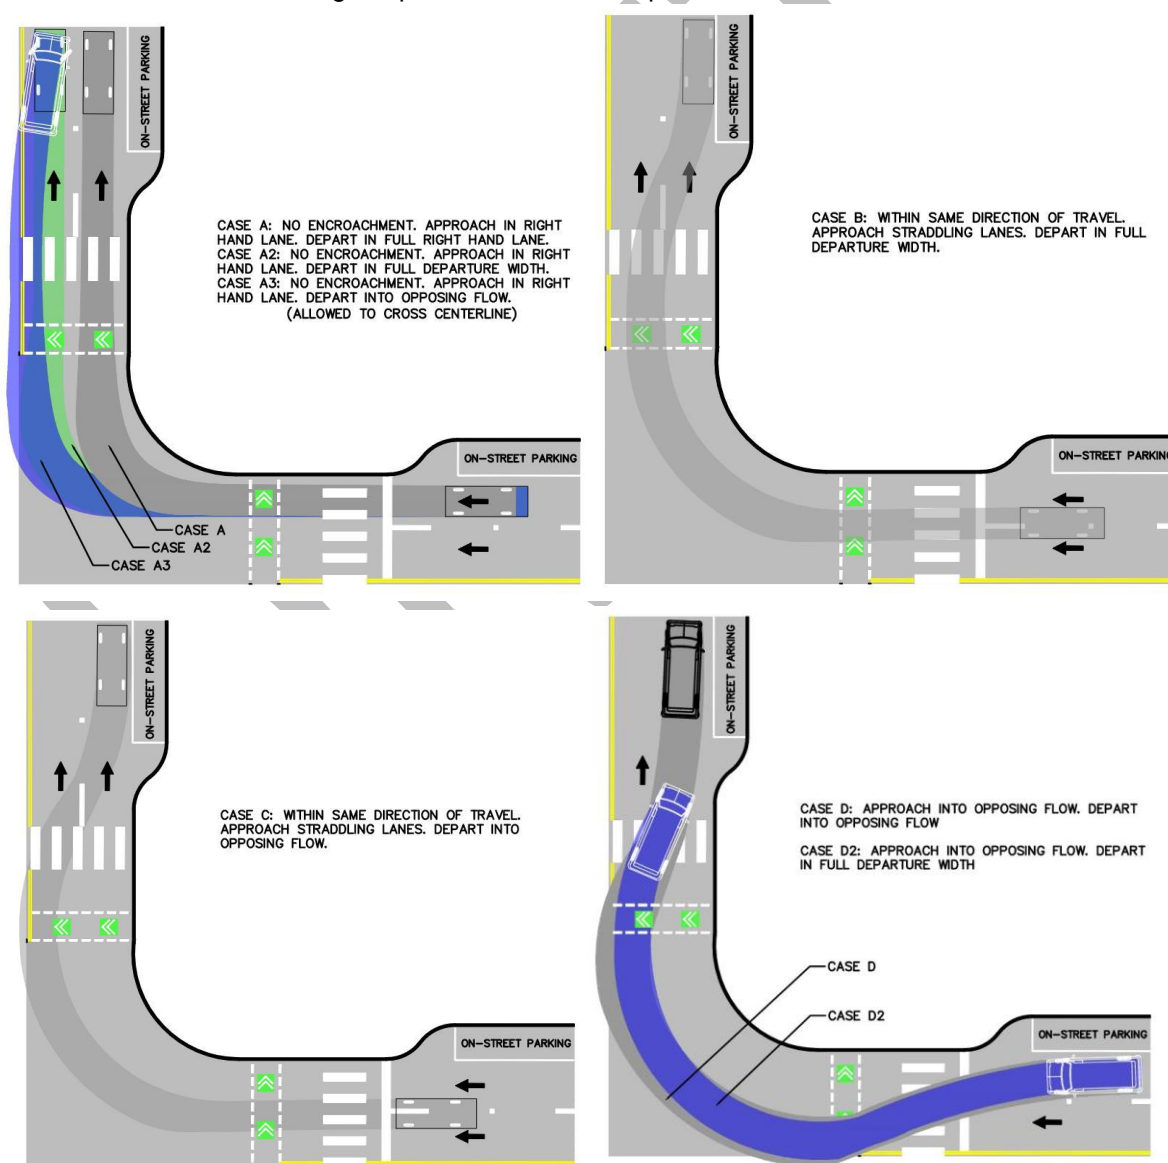 ON-STREET PARKING
CASE A: NO ENCROACHMENT. APPROACH IN RIGHT
HAND LANE. DEPART IN FULL RIGHT HAND LANE.
CASE A2: NO ENCROACHMENT. APPROACH IN RIGHT
HAND LANE. DEPART IN FULL DEPARTURE WIDTH.
CASE A3: NO ENCROACHMENT. APPROACH IN RIGHT
HAND LANE. DEPART INTO OPPOSING FLOW.
(ALLOWED TO CROSS CENTERLINE)
ON-STREET PARKING
CASE A
CASE A2
CASE A3
ON-STREET PARKING
CASE B: WITHIN SAME DIRECTION OF TRAVEL.
APPROACH STRADDLING LANES. DEPART IN FULL
DEPARTURE WIDTH.
ON-STREET PARKING
ON-STREET PARKING
CASE C: WITHIN SAME DIRECTION OF TRAVEL.
APPROACH STRADDLING LANES. DEPART INTO
OPPOSING FLOW.
ON-STREET PARKING
ON-STREET PARKING
CASE D: APPROACH INTO OPPOSING FLOW. DEPART
INTO OPPOSING FLOW
CASE D2: APPROACH INTO OPPOSING FLOW. DEPART
IN FULL DEPARTURE WIDTH
CASE D
CASE D2
ON-STREET PARKING